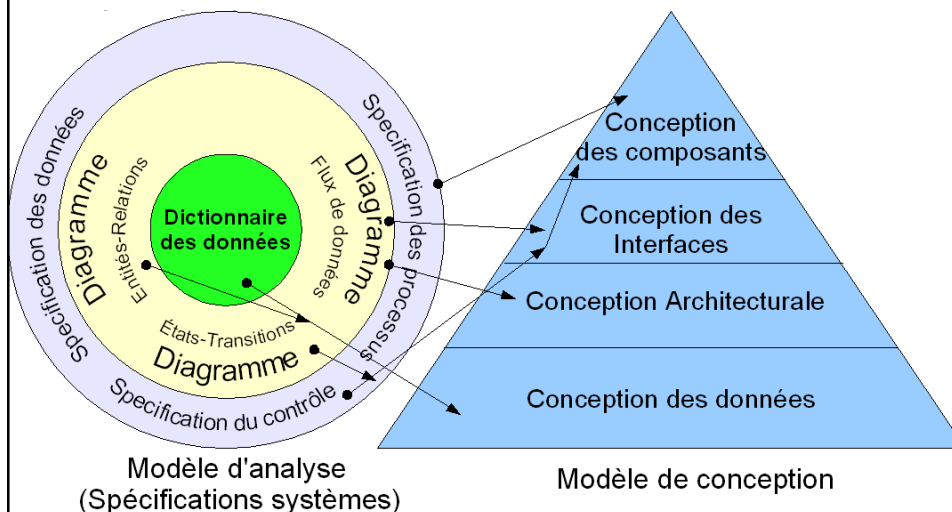 Spécification des données
Diagramme
Entités-Relations
Dictionnaire
des données
Flux de données
Diagramme
Spécification des processus
États-Transitions
Diagramme
Specification du contrôle
Modèle d'analyse
(Spécifications systèmes)
Conception
des composants
Conception des
Interfaces
Conception Architecturale
Conception des données
Modèle de conception